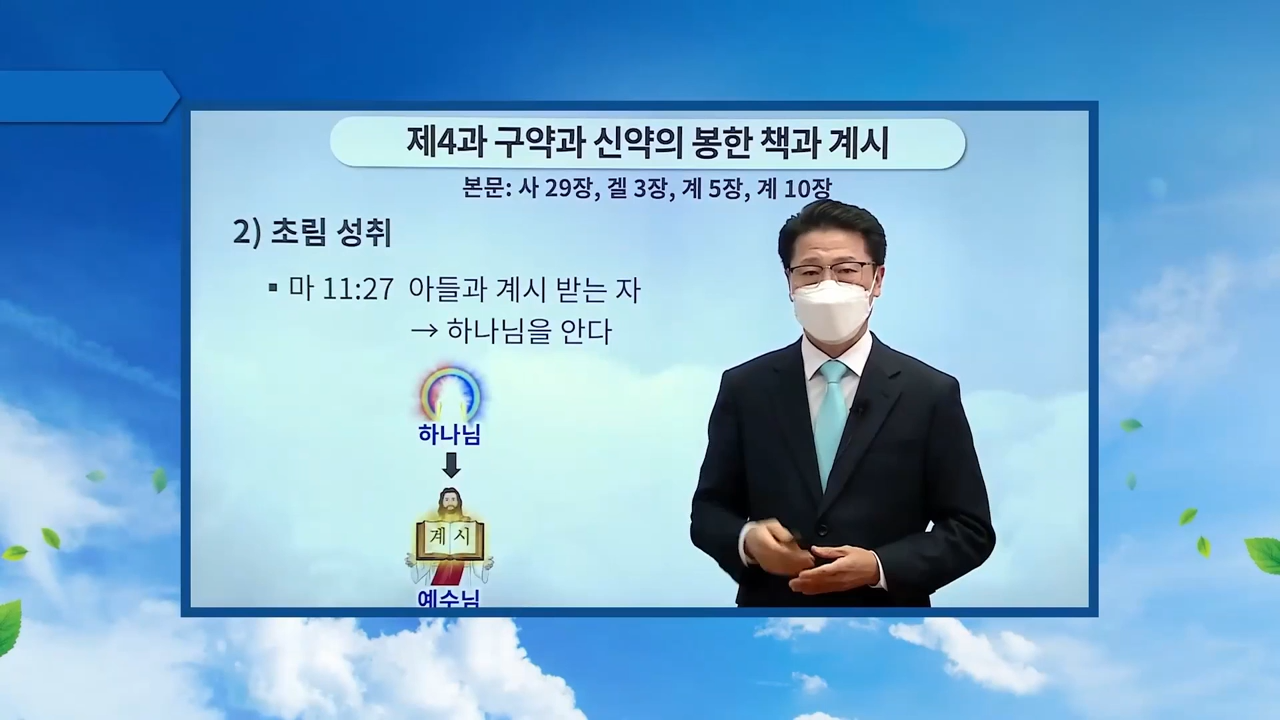 제4과 구약과 신약의 봉한 책과 계시
본문: 사 29장, 겔 3장, 계 5장, 계 10장
2) 초림 성취
▪ 마 11:27 아들과 계시 받는 자
→ 하나님을 안다
하나님
계시
예수님